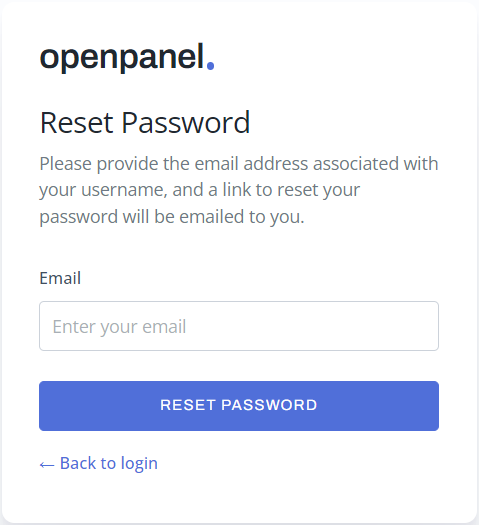 openpanel.
Reset Password
Please provide the email address associated with
your username, and a link to reset your
password will be emailed to you.
Email
Enter your email
RESET PASSWORD
← Back to login